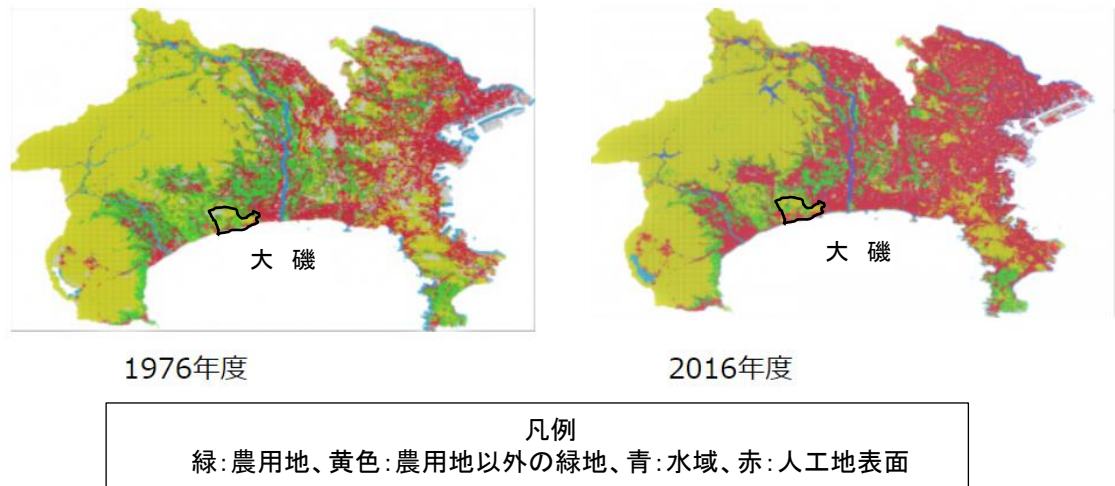 大 磯
大 磯
1976年度
2016年度
凡例
緑:農用地、黄色:農用地以外の緑地、青:水域、赤:人工地表面